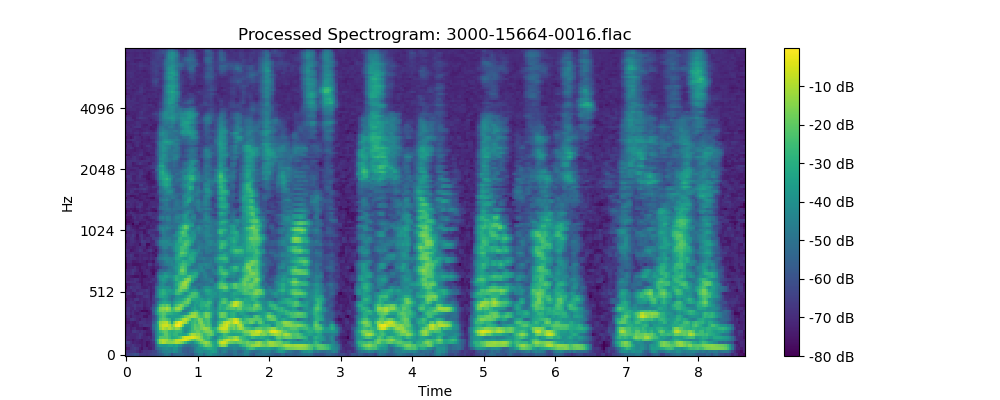 Processed Spectrogram: 3000-15664-0016.flac
Hz
4096
2048
1024
512
0
0 1 2 3 4 5 6 7 8
Time
-10 dB
-20 dB
-30 dB
-40 dB
-50 dB
-60 dB
-70 dB
-80 dB